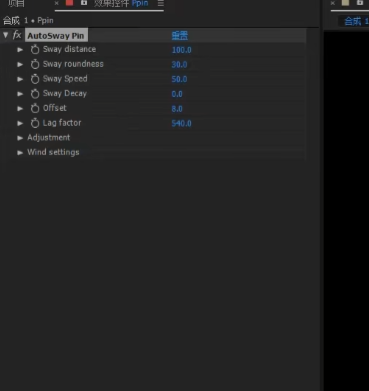 项目
效果控件 Ppin
合成 1 • Ppin
fx AutoSway Pin 重置
Sway distance 100.0
Sway roundness 30.0
Sway Speed 50.0
Sway Decay 0.0
Offset 0.0
Lag factor 540.0
Adjustment
Wind settings
合成 1